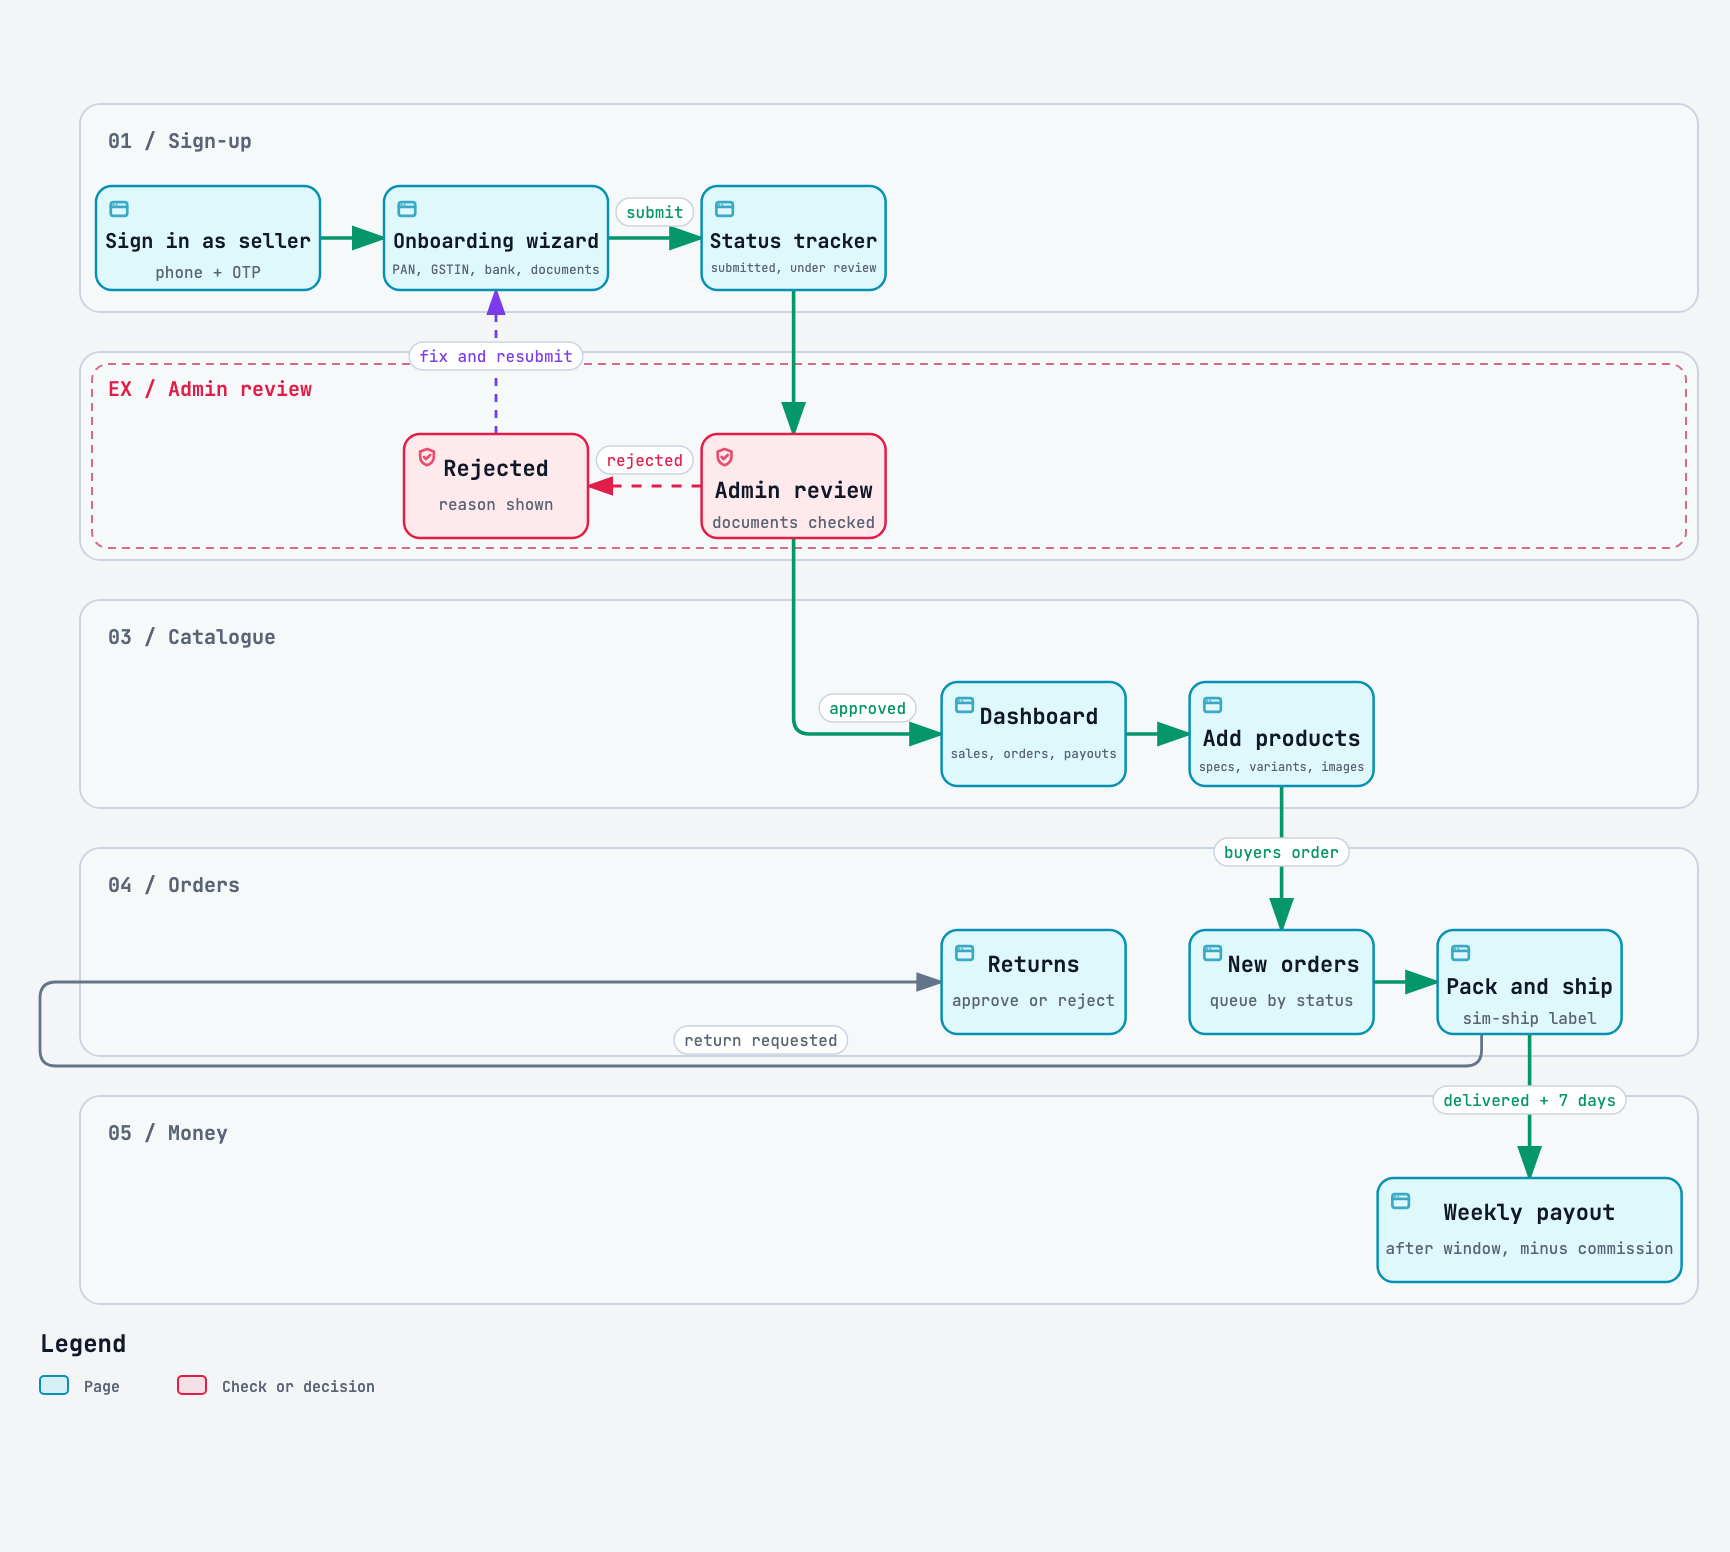 01 / Sign-up
Sign in as seller
phone + OTP
Onboarding wizard
PAN, GSTIN, bank, documents
submit
Status tracker
submitted, under review
fix and resubmit
EX / Admin review
Rejected
reason shown
rejected
Admin review
documents checked
03 / Catalogue
approved
Dashboard
sales, orders, payouts
Add products
specs, variants, images
buyers order
04 / Orders
Returns
approve or reject
New orders
queue by status
Pack and ship
sim-ship label
return requested
delivered + 7 days
05 / Money
Weekly payout
after window, minus commission
Legend
Page
Check or decision